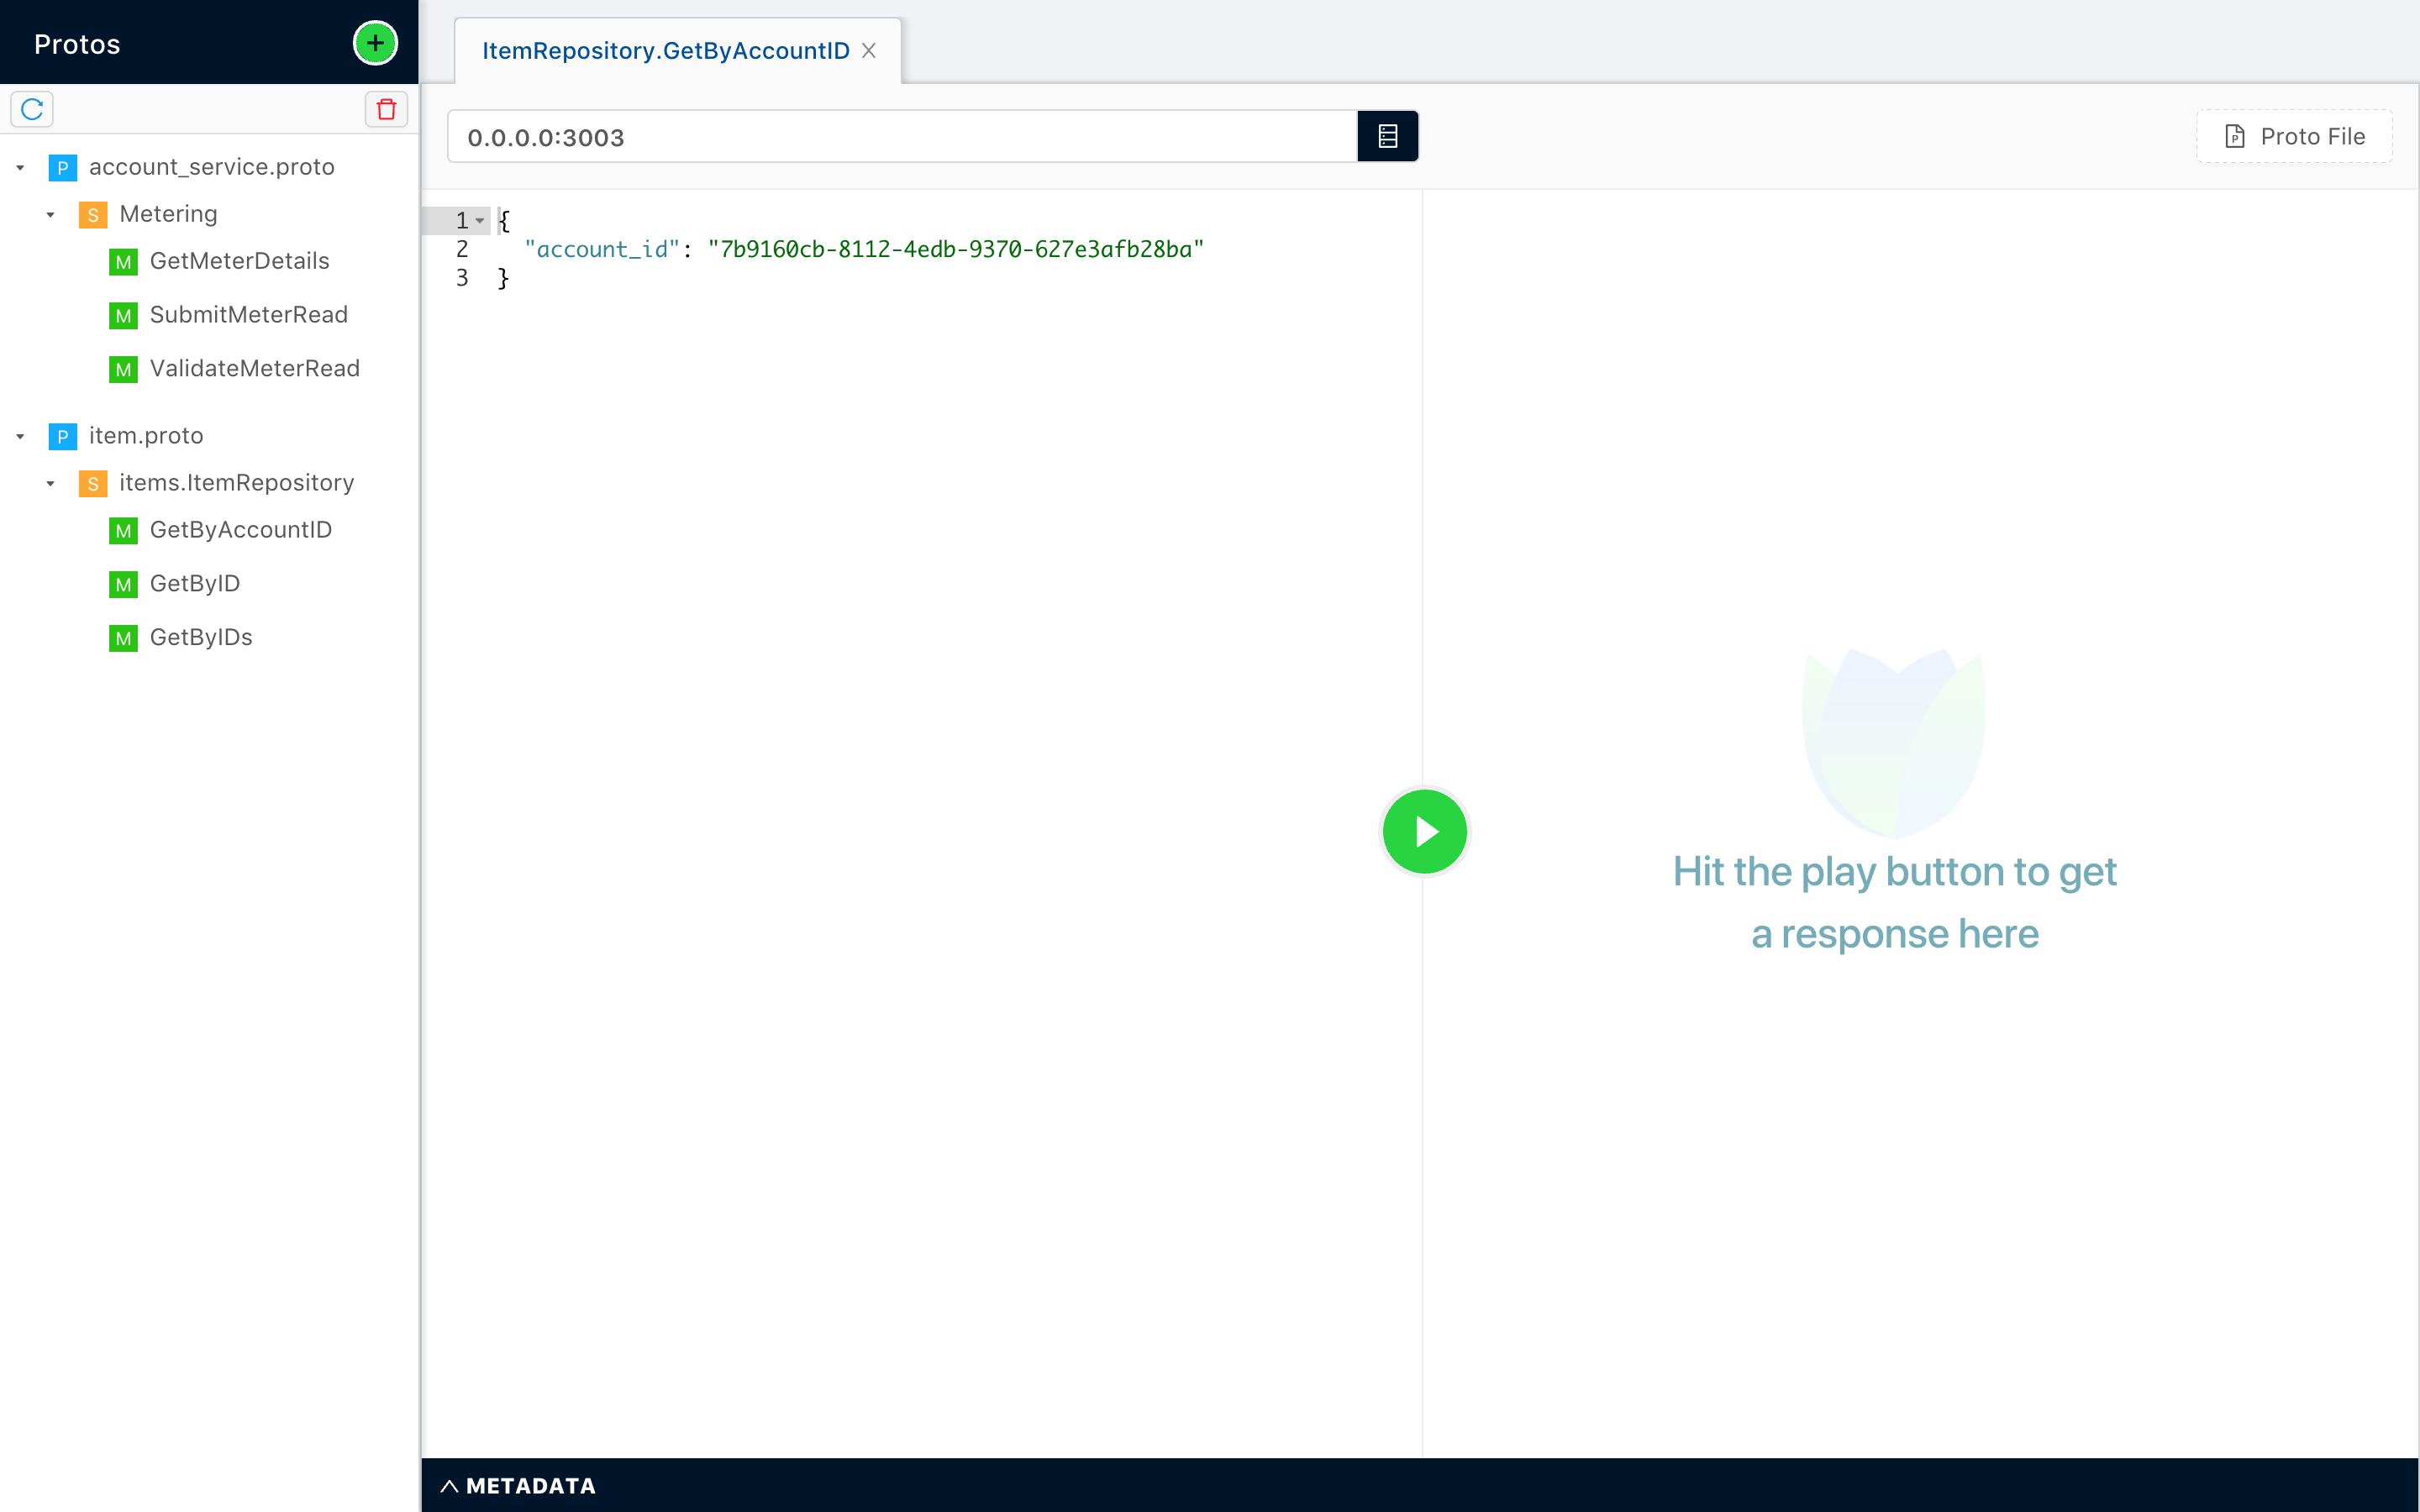 Protos
ItemRepository.GetByAccountID
0.0.0.0:3003
Proto File
P account_service.proto
S Metering
M GetMeterDetails
M SubmitMeterRead
M ValidateMeterRead
P item.proto
S items.ItemRepository
M GetByAccountID
M GetByID
M GetByIDs
1 {
2 "account_id": "7b9160cb-8112-4edb-9370-627e3afb28ba"
3 }
Hit the play button to get
a response here
METADATA